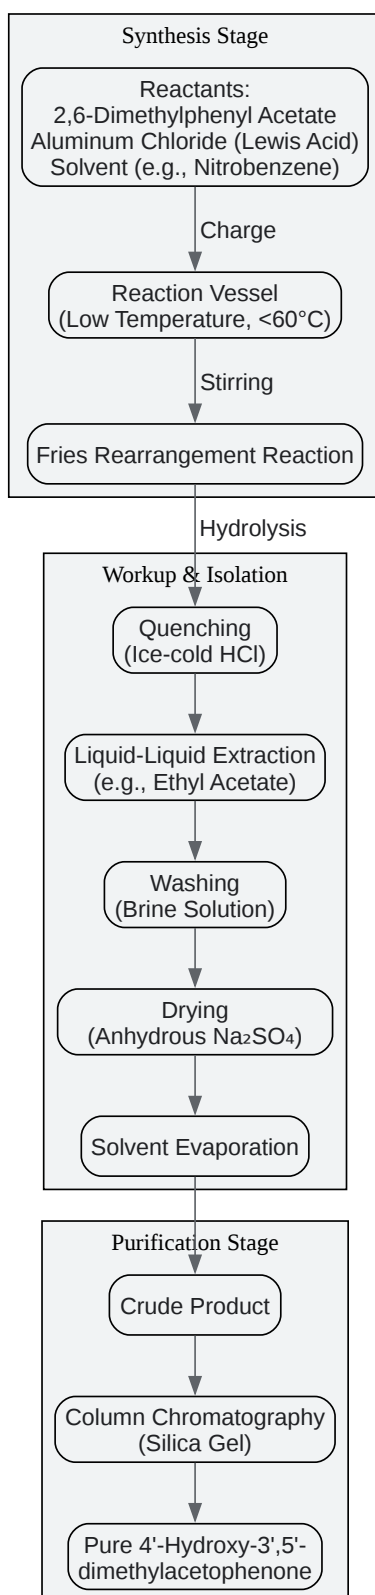 Synthesis Stage
Reactants:
2,6-Dimethylphenyl Acetate
Aluminum Chloride (Lewis Acid)
Solvent (e.g., Nitrobenzene)
Charge
Reaction Vessel
(Low Temperature, <60°C)
Stirring
Fries Rearrangement Reaction
Hydrolysis
Workup & Isolation
Quenching
(Ice-cold HCl)
Liquid-Liquid Extraction
(e.g., Ethyl Acetate)
Washing
(Brine Solution)
Drying
(Anhydrous Na₂SO₄)
Solvent Evaporation
Purification Stage
Crude Product
Column Chromatography
(Silica Gel)
Pure 4'-Hydroxy-3',5'-
dimethylacetophenone